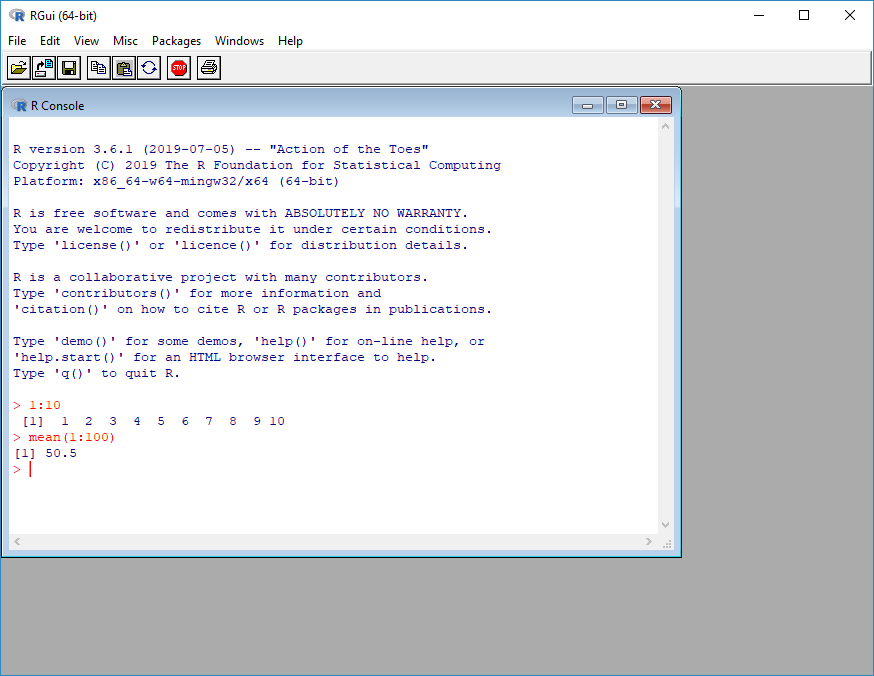 RGui (64-bit)
File Edit View Misc Packages Windows Help
STOP
R Console
R version 3.6.1 (2019-07-05) -- "Action of the Toes"
Copyright (C) 2019 The R Foundation for Statistical Computing
Platform: x86_64-w64-mingw32/x64 (64-bit)
R is free software and comes with ABSOLUTELY NO WARRANTY.
You are welcome to redistribute it under certain conditions.
Type 'license()' or 'licence()' for distribution details.
R is a collaborative project with many contributors.
Type 'contributors()' for more information and
'citation()' on how to cite R or R packages in publications.
Type 'demo()' for some demos, 'help()' for on-line help, or
'help.start()' for an HTML browser interface to help.
Type 'q()' to quit R.
> 1:10
[1]  1  2  3  4  5  6  7  8  9 10
> mean(1:100)
[1] 50.5
>